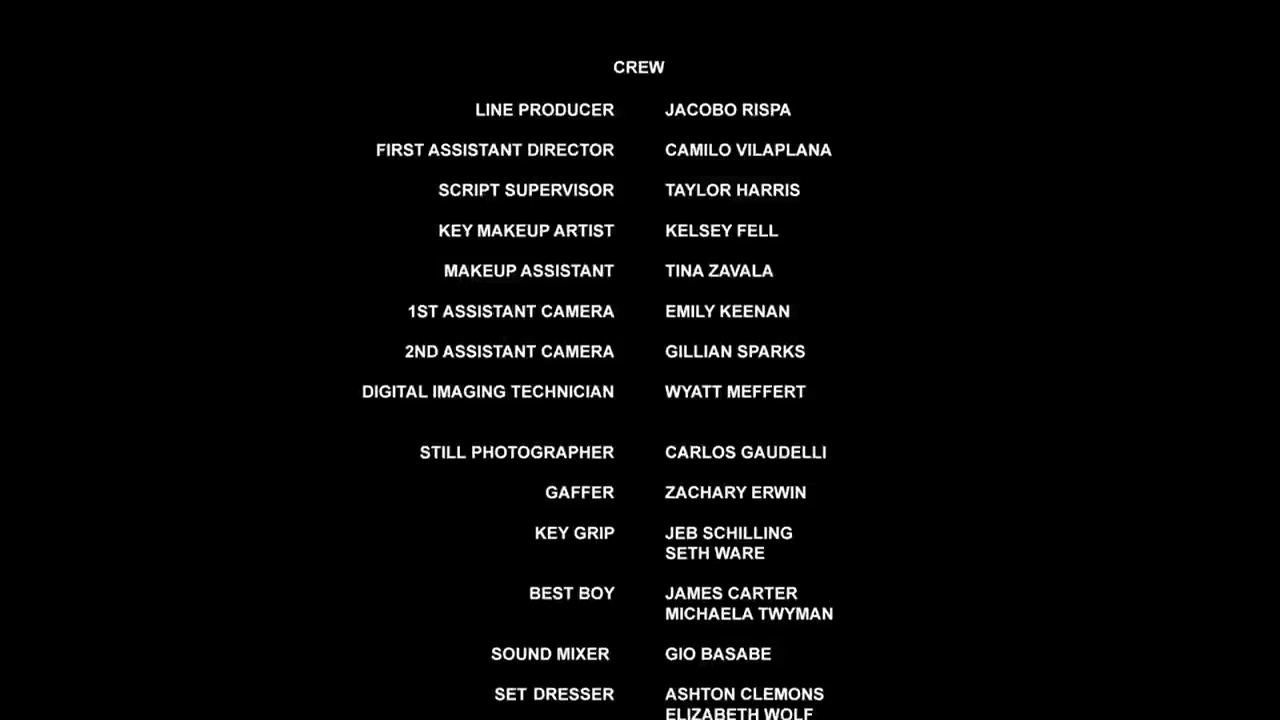 CREW
LINE PRODUCER JACOBO RISPA
FIRST ASSISTANT DIRECTOR CAMILO VILAPLANA
SCRIPT SUPERVISOR TAYLOR HARRIS
KEY MAKEUP ARTIST KELSEY FELL
MAKEUP ASSISTANT TINA ZAVALA
1ST ASSISTANT CAMERA EMILY KEENAN
2ND ASSISTANT CAMERA GILLIAN SPARKS
DIGITAL IMAGING TECHNICIAN WYATT MEFFERT
STILL PHOTOGRAPHER CARLOS GAUDELLI
GAFFER ZACHARY ERWIN
KEY GRIP JEB SCHILLING
SETH WARE
BEST BOY JAMES CARTER
MICHAELA TWYMAN
SOUND MIXER GIO BASABE
SET DRESSER ASHTON CLEMONS
ELIZABETH WOLF